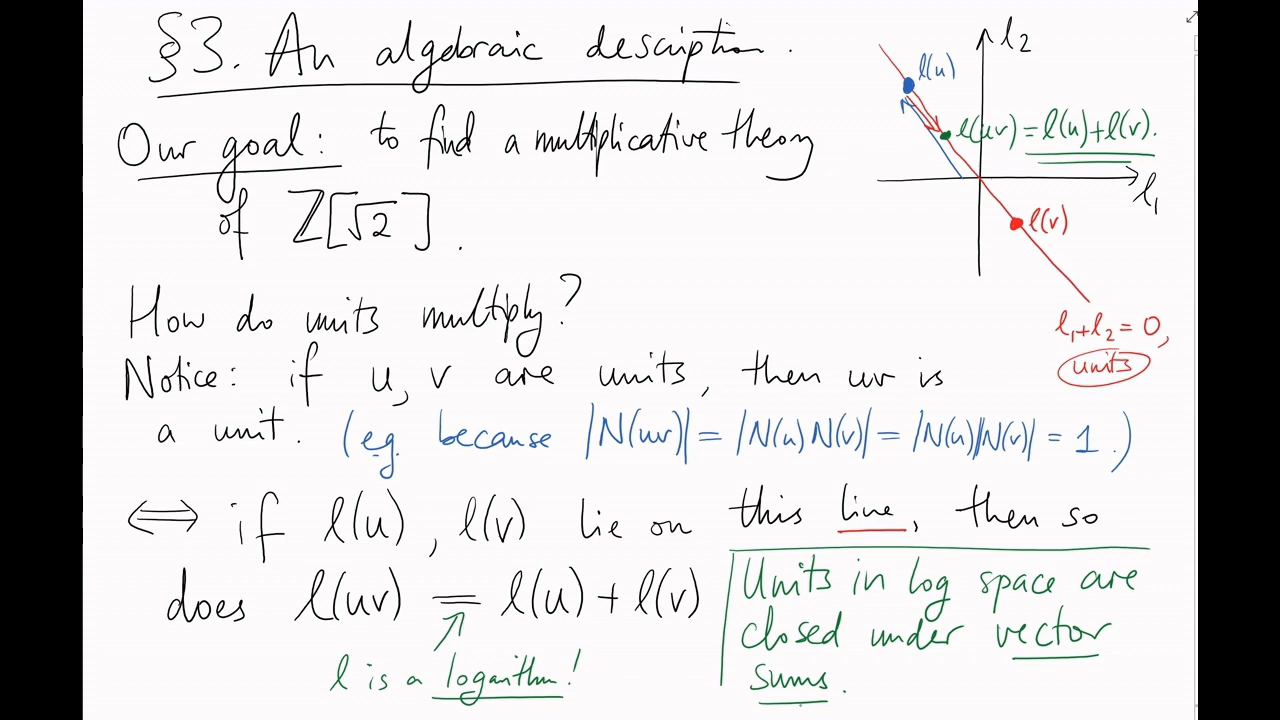 §3. An algebraic description.
Our goal: to find a multiplicative theory
of ℤ[√2].
How do units multiply?
Notice: if u, v are units, then uv is
a unit. (eg. because |N(uv)| = |N(u)N(v)| = |N(u)||N(v)| = 1.)
⟺ if l(u), l(v) lie on this line, then so
does l(uv) = l(u) + l(v)
l is a logarithm!
Units in log space are
closed under vector
sums.
l₂
l(u)
l(uv) = l(u)+l(v).
l₁
l(v)
l₁+l₂ = 0,
units